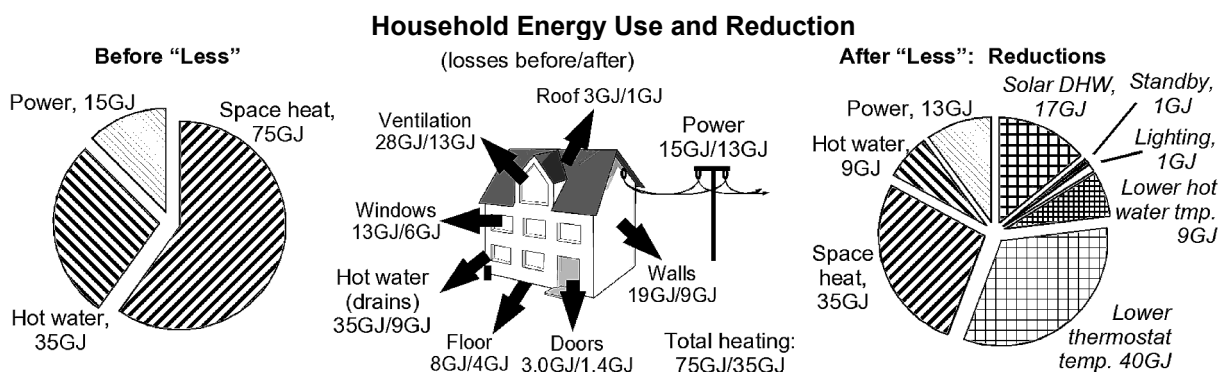 Household Energy Use and Reduction
Before “Less”
Power, 15GJ
Space heat,
75GJ
Hot water,
35GJ
(losses before/after)
Roof 3GJ/1GJ
Ventilation
28GJ/13GJ
Power
15GJ/13GJ
Windows
13GJ/6GJ
Walls
19GJ/9GJ
Hot water
(drains)
35GJ/9GJ
Floor
8GJ/4GJ
Doors
3.0GJ/1.4GJ
Total heating:
75GJ/35GJ
After “Less”: Reductions
Power, 13GJ
Solar DHW,
17GJ
Standby,
1GJ
Lighting,
1GJ
Hot water,
9GJ
Lower hot
water tmp.
9GJ
Space
heat,
35GJ
Lower
thermostat
temp. 40GJ